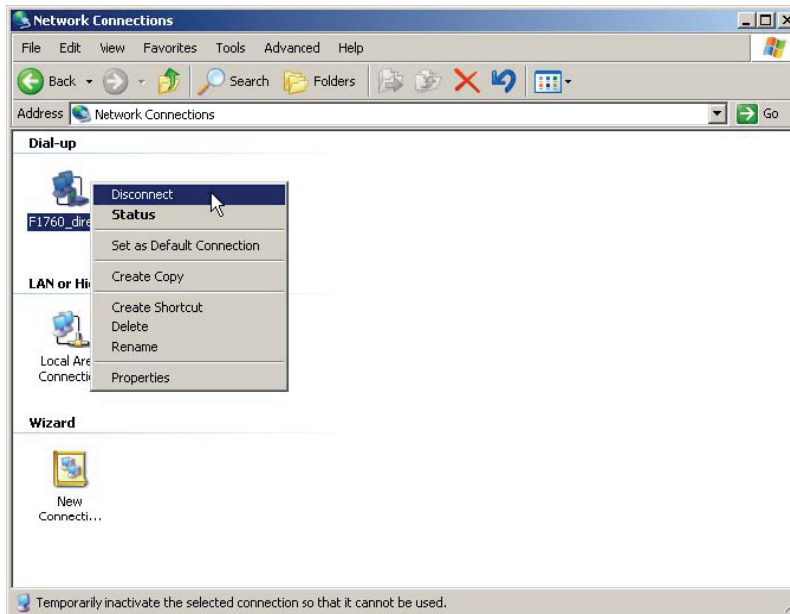 Network Connections
File Edit View Favorites Tools Advanced Help
Back Search Folders
Address Network Connections Go
Dial-up
F1760_dire
Disconnect
Status
Set as Default Connection
Create Copy
Create Shortcut
Delete
Rename
Properties
LAN or Hi
Local Are
Connecti
Wizard
New
Connecti...
Temporarily inactivate the selected connection so that it cannot be used.